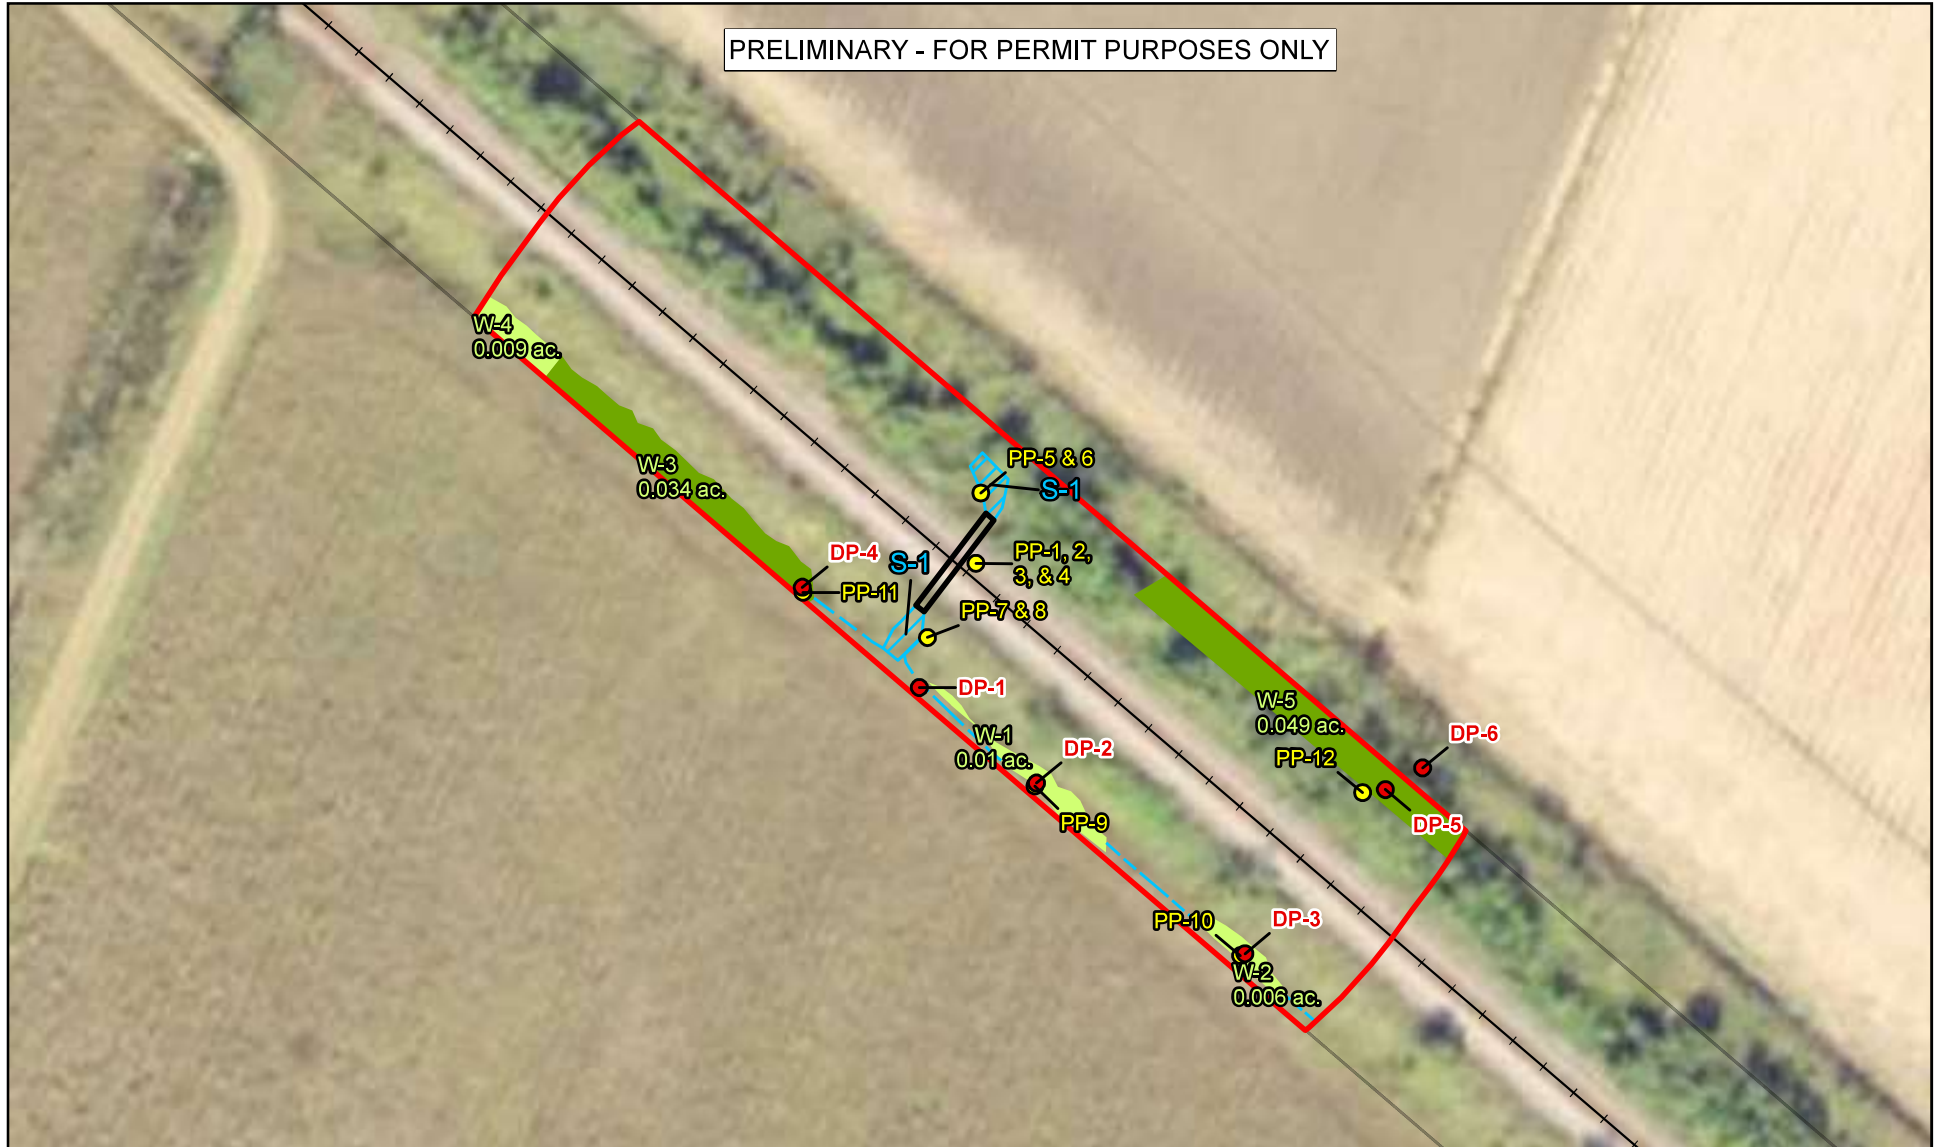 PRELIMINARY - FOR PERMIT PURPOSES ONLY
W-4
0.009 ac.
W-3
0.034 ac.
PP-5 & 6
S-1
DP-4
S-1
PP-1, 2,
3, & 4
PP-11
PP-7 & 8
DP-1
W-1
0.01 ac.
DP-2
PP-9
W-5
0.049 ac.
PP-12
DP-6
DP-5
PP-10
DP-3
W-2
0.006 ac.